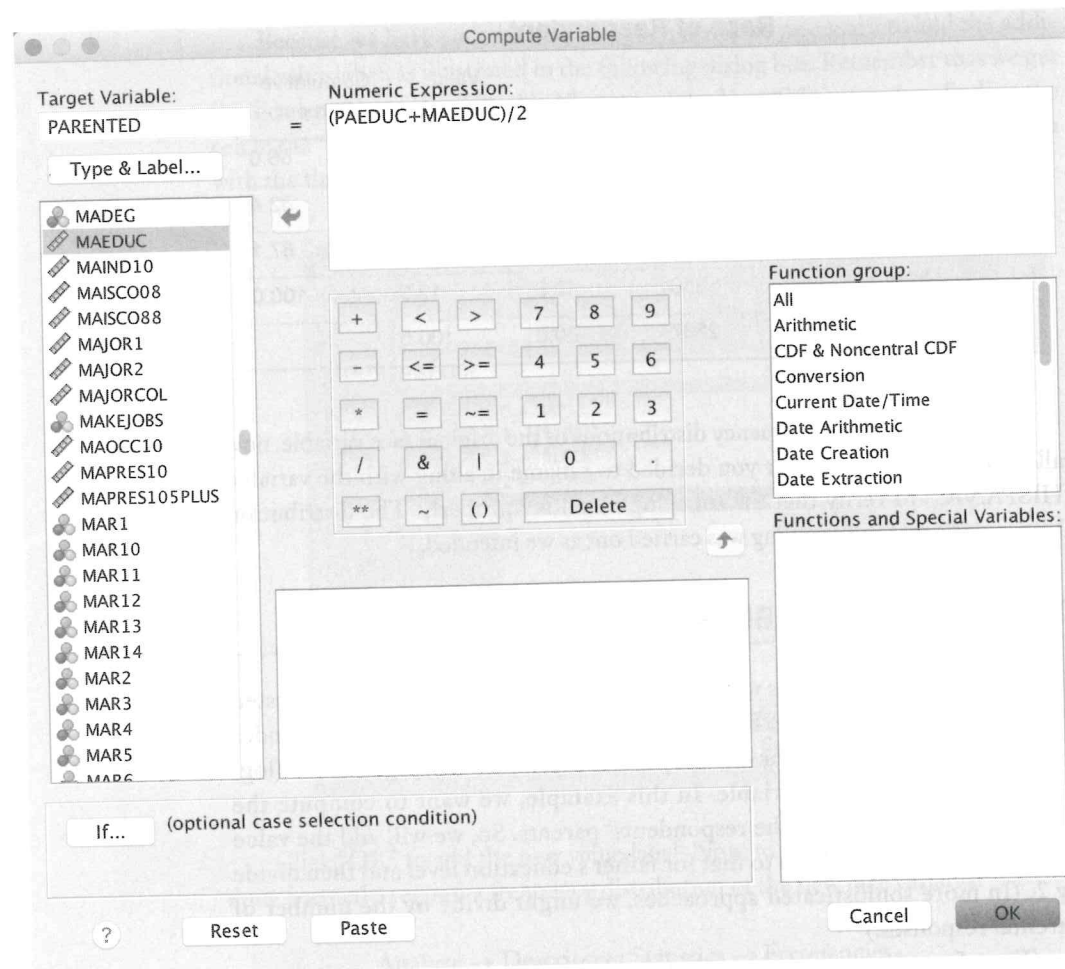 Compute Variable
Target Variable:
PARENTED
=
Numeric Expression:
(PAEDUC+MAEDUC)/2
Type & Label...
MADEG
MAEDUC
MAIND10
MAISCO08
MAISCO88
MAJOR1
MAJOR2
MAJORCOL
MAKEJOBS
MAOCC10
MAPRES10
MAPRES105PLUS
MAR1
MAR10
MAR11
MAR12
MAR13
MAR14
MAR2
MAR3
MAR4
MAR5
MAR6
+ < > 7 8 9
- <= >= 4 5 6
* = ~= 1 2 3
/ & | 0 .
** ~ ( ) Delete
Function group:
All
Arithmetic
CDF & Noncentral CDF
Conversion
Current Date/Time
Date Arithmetic
Date Creation
Date Extraction
Functions and Special Variables:
If...
(optional case selection condition)
?
Reset
Paste
Cancel
OK